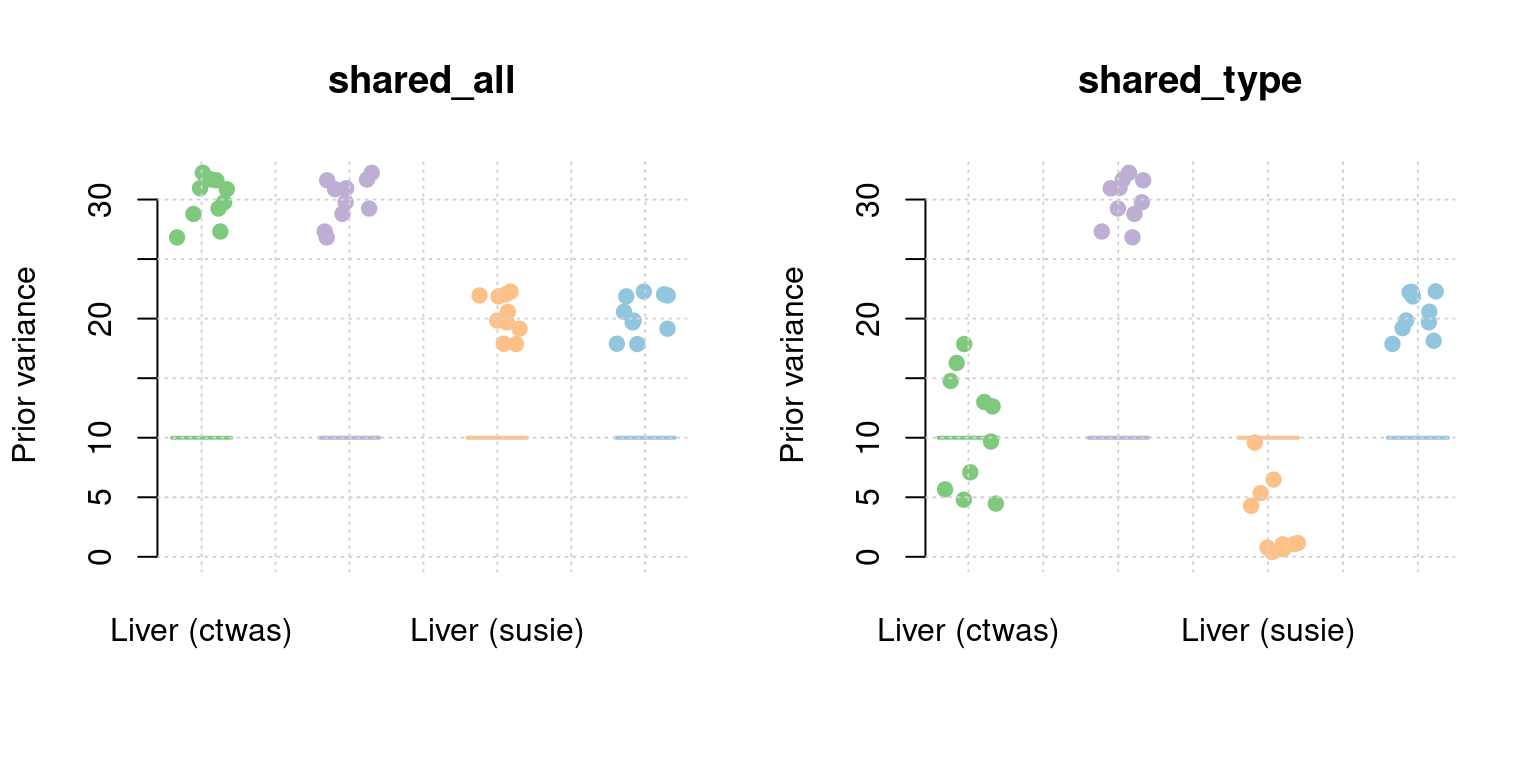 shared_all
Prior variance
30
20
10
5
0
Liver (ctwas)
Liver (susie)
shared_type
Prior variance
30
20
10
5
0
Liver (ctwas)
Liver (susie)